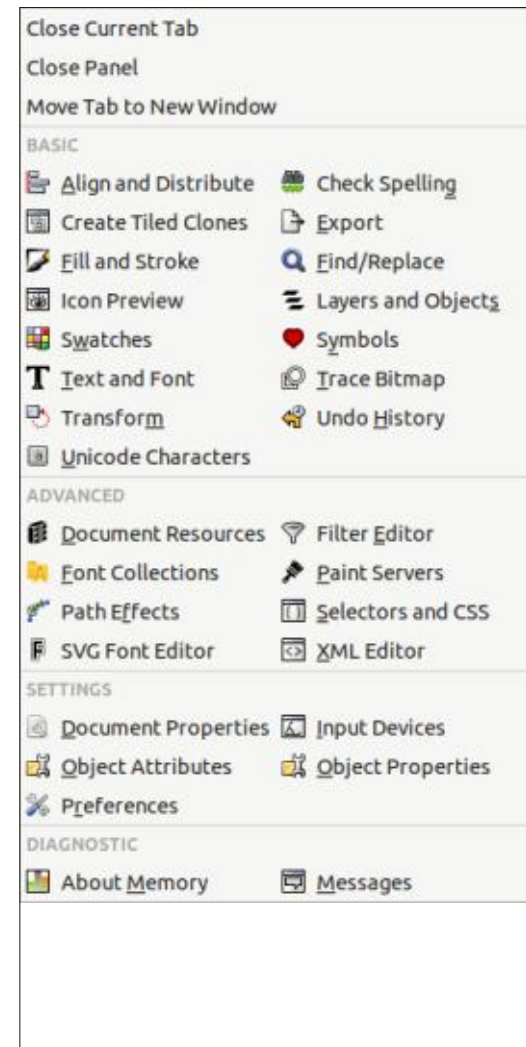 Close Current Tab
Close Panel
Move Tab to New Window
BASIC
Align and Distribute Check Spelling
Create Tiled Clones Export
Fill and Stroke Find/Replace
Icon Preview Layers and Objects
Swatches Symbols
Text and Font Trace Bitmap
Transform Undo History
Unicode Characters
ADVANCED
Document Resources Filter Editor
Font Collections Paint Servers
Path Effects Selectors and CSS
SVG Font Editor XML Editor
SETTINGS
Document Properties Input Devices
Object Attributes Object Properties
Preferences
DIAGNOSTIC
About Memory Messages